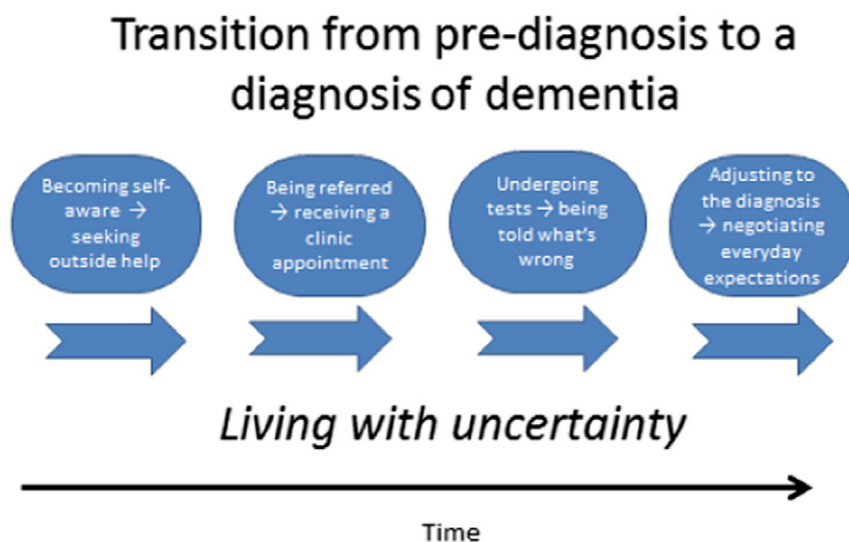 Transition from pre-diagnosis to a
diagnosis of dementia
Becoming self-
aware →
seeking
outside help
Being referred
→ receiving a
clinic
appointment
Undergoing
tests → being
told what's
wrong
Adjusting to
the diagnosis
→ negotiating
everyday
expectations
Living with uncertainty
Time